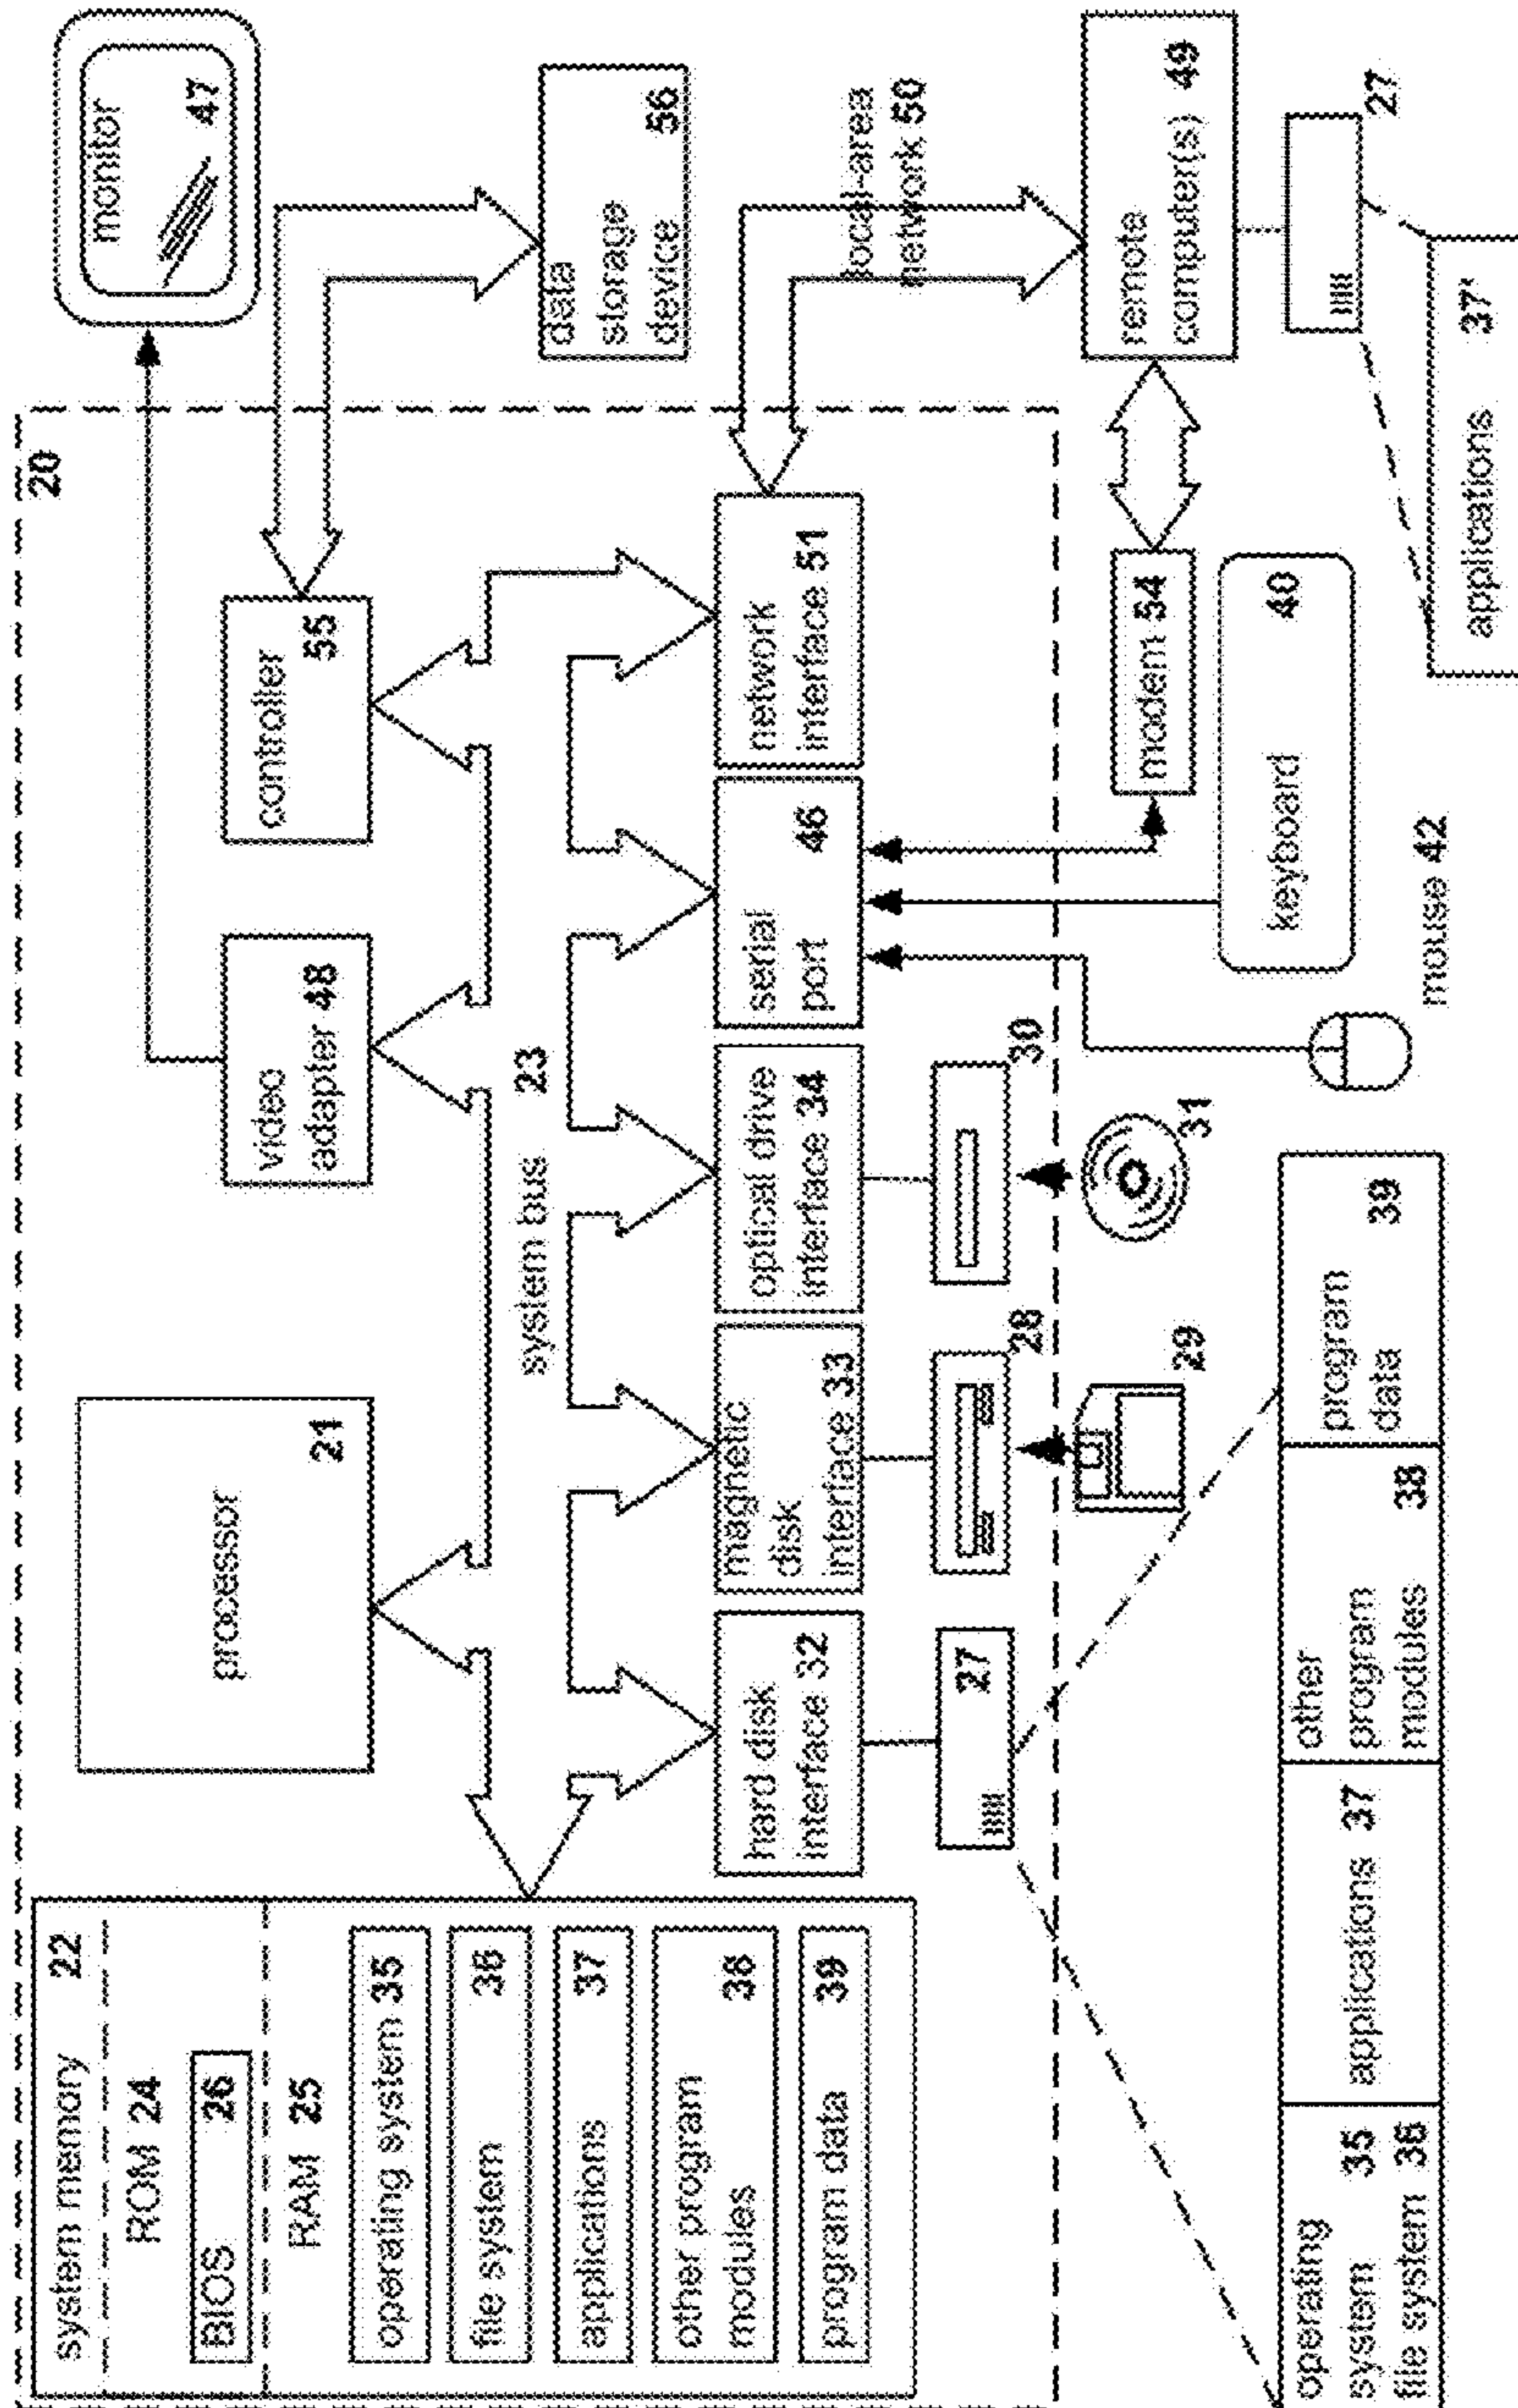 20
system memory 22
ROM 24
BIOS 26
RAM 25
operating system 35
file system 36
applications 37
other program
modules 38
program data 39
processor
21
video
adapter 48
controller
55
monitor
47
system bus 23
data
storage
device 56
hard disk
interface 32
magnetic
disk
interface 33
optical drive
interface 34
serial
port 46
network
interface 51
local-area
network 50
27
28
30
29
31
modem 54
remote
computer(s) 49
keyboard 40
mouse 42
27
operating
system 35
file system 36
applications 37
other
program
modules 38
program
data 39
applications 37'